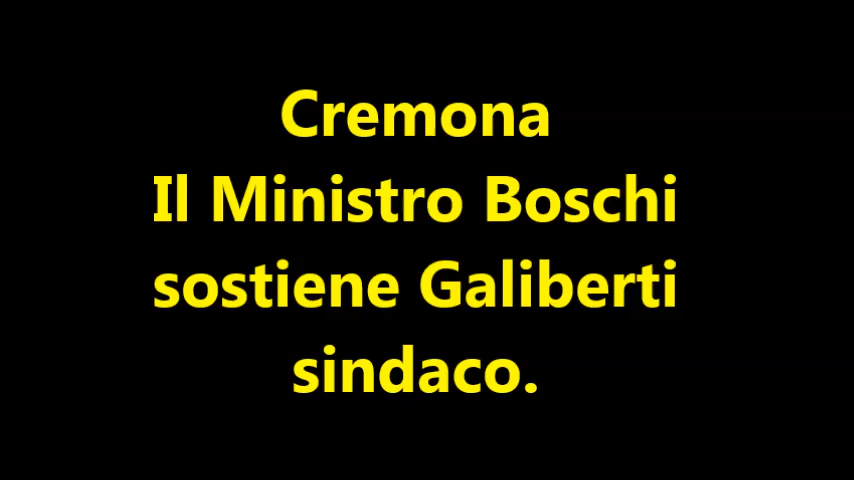 Cremona
Il Ministro Boschi
sostiene Galiberti
sindaco.